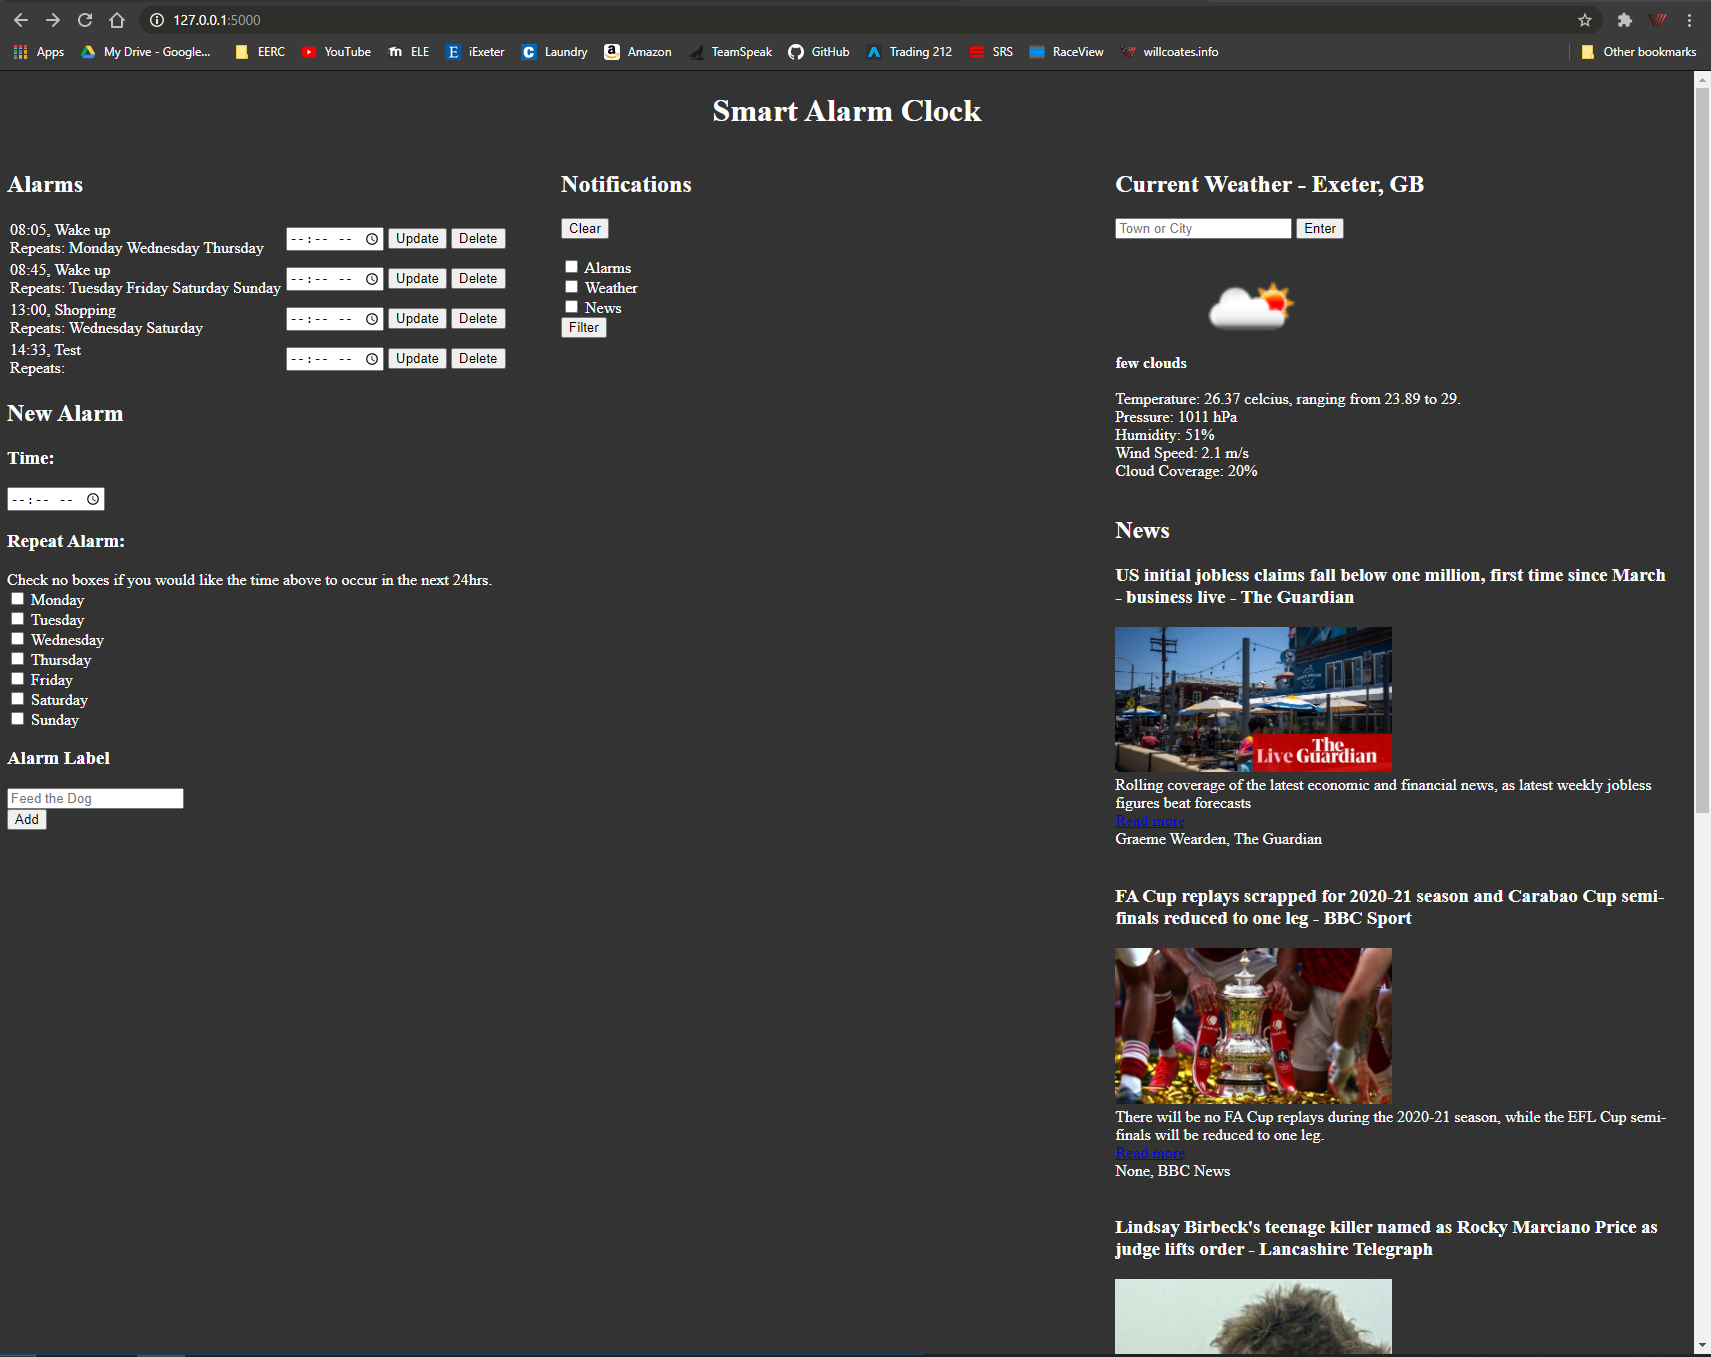 127.0.0.1:5000
Apps My Drive - Google... EERC YouTube ELE iExeter Laundry Amazon TeamSpeak GitHub Trading 212 SRS RaceView willcoates.info Other bookmarks
Smart Alarm Clock
Alarms
08:05, Wake up
Repeats: Monday Wednesday Thursday
--:-- -- Update Delete
08:45, Wake up
Repeats: Tuesday Friday Saturday Sunday
--:-- -- Update Delete
13:00, Shopping
Repeats: Wednesday Saturday
--:-- -- Update Delete
14:33, Test
Repeats:
--:-- -- Update Delete
New Alarm
Time:
--:-- --
Repeat Alarm:
Check no boxes if you would like the time above to occur in the next 24hrs.
Monday
Tuesday
Wednesday
Thursday
Friday
Saturday
Sunday
Alarm Label
Feed the Dog
Add
Notifications
Clear
Alarms
Weather
News
Filter
Current Weather - Exeter, GB
Town or City Enter
few clouds
Temperature: 26.37 celcius, ranging from 23.89 to 29.
Pressure: 1011 hPa
Humidity: 51%
Wind Speed: 2.1 m/s
Cloud Coverage: 20%
News
US initial jobless claims fall below one million, first time since March
- business live - The Guardian
Live The Guardian
Rolling coverage of the latest economic and financial news, as latest weekly jobless
figures beat forecasts
Read more
Graeme Wearden, The Guardian
FA Cup replays scrapped for 2020-21 season and Carabao Cup semi-
finals reduced to one leg - BBC Sport
There will be no FA Cup replays during the 2020-21 season, while the EFL Cup semi-
finals will be reduced to one leg.
Read more
None, BBC News
Lindsay Birbeck's teenage killer named as Rocky Marciano Price as
judge lifts order - Lancashire Telegraph